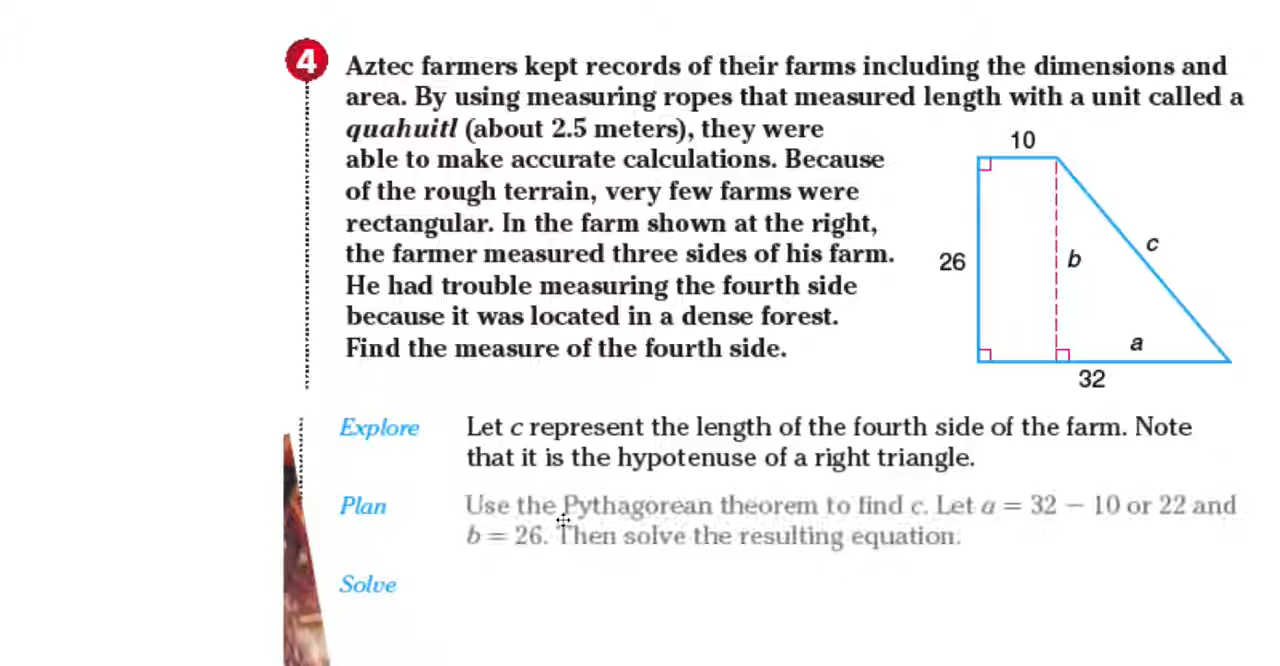 4
Aztec farmers kept records of their farms including the dimensions and
area. By using measuring ropes that measured length with a unit called a
quahuitl (about 2.5 meters), they were
able to make accurate calculations. Because
of the rough terrain, very few farms were
rectangular. In the farm shown at the right,
the farmer measured three sides of his farm.
He had trouble measuring the fourth side
because it was located in a dense forest.
Find the measure of the fourth side.
10
26
b
c
a
32
Explore Let c represent the length of the fourth side of the farm. Note
that it is the hypotenuse of a right triangle.
Plan Use the Pythagorean theorem to find c. Let a = 32 − 10 or 22 and
b = 26. Then solve the resulting equation.
Solve